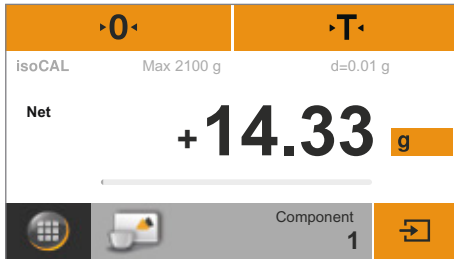 0 T
isoCAL Max 2100 g d=0.01 g
Net
+14.33 g
Component
1